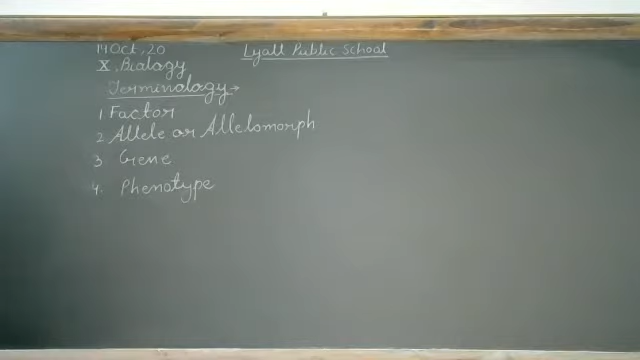 14 Oct, 20
Lyall Public School
X, Biology
Terminology →
1 Factor
2 Allele or Allelomorph
3 Gene
4. Phenotype